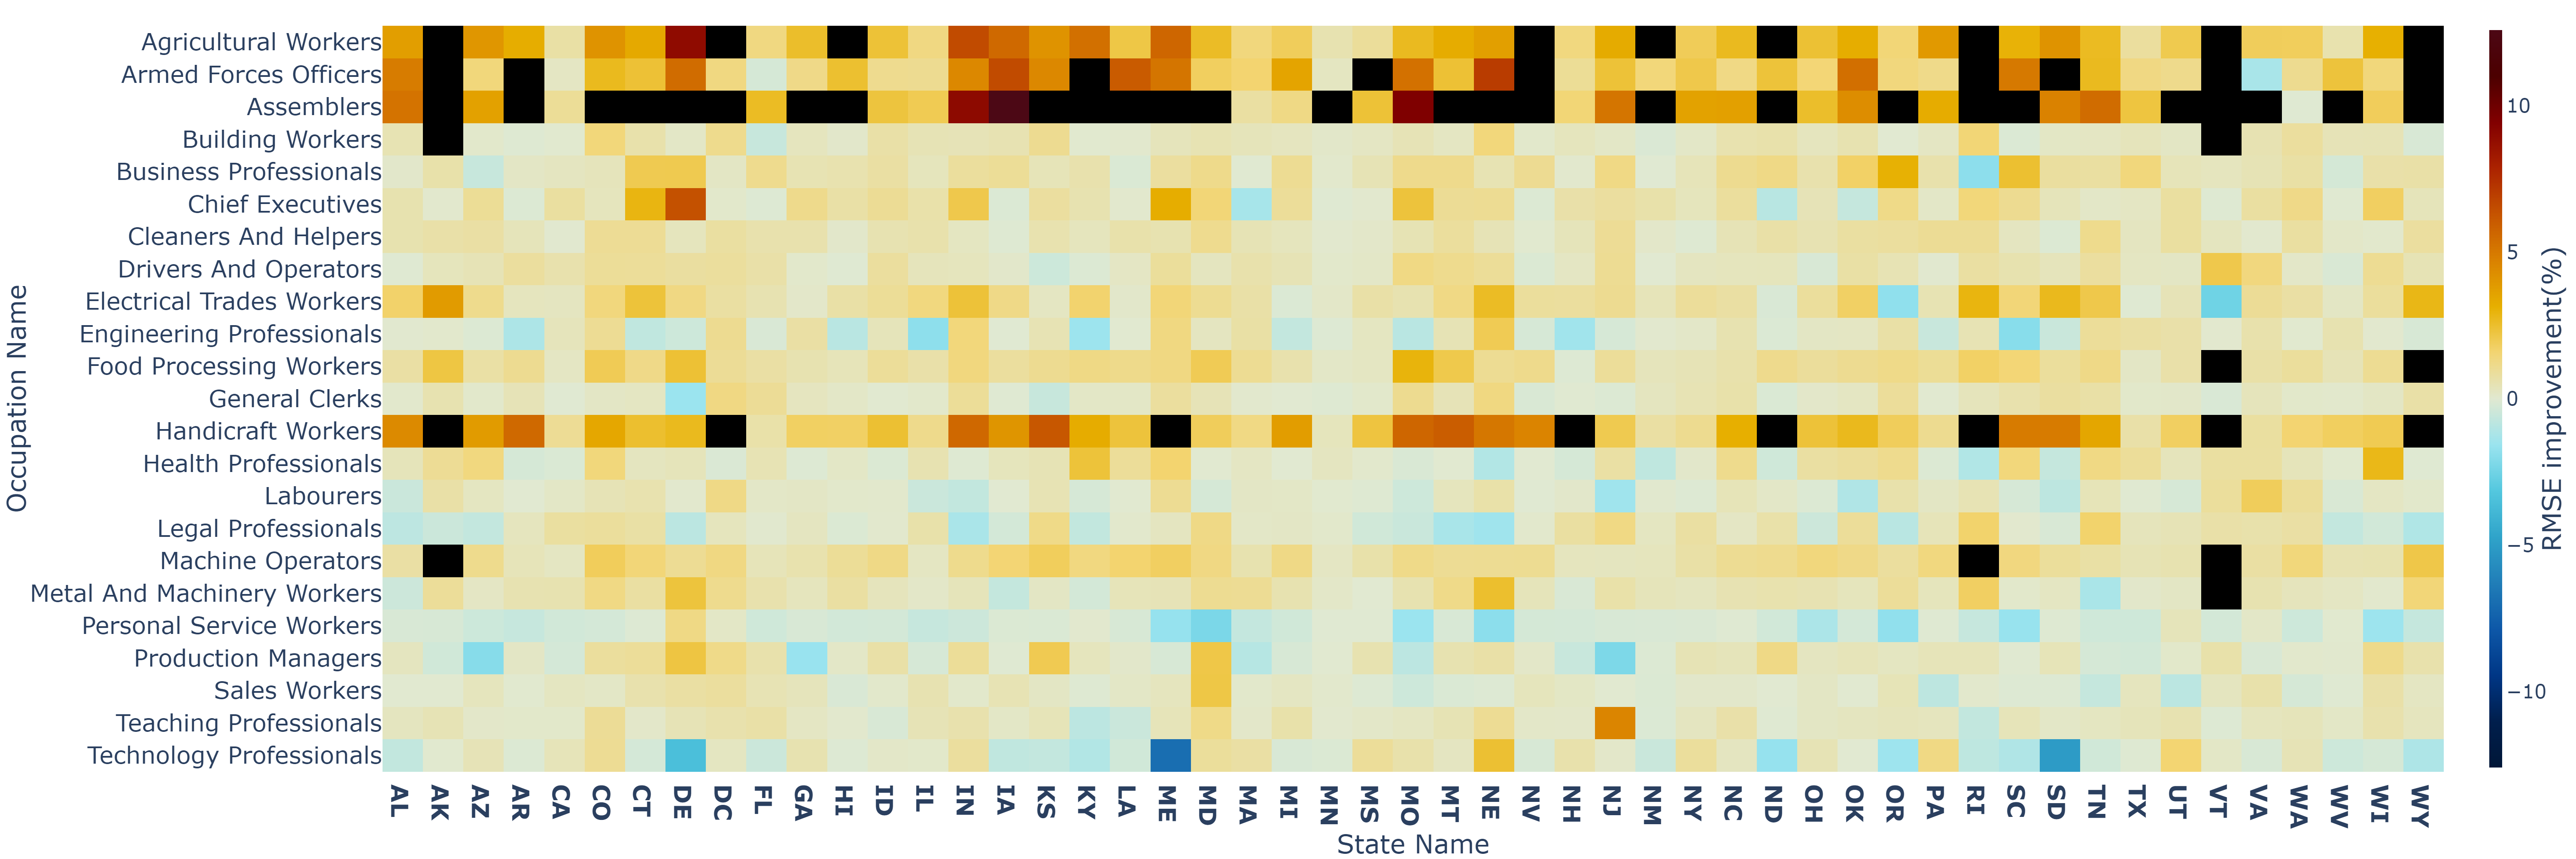 Occupation Name
Agricultural Workers
Armed Forces Officers
Assemblers
Building Workers
Business Professionals
Chief Executives
Cleaners And Helpers
Drivers And Operators
Electrical Trades Workers
Engineering Professionals
Food Processing Workers
General Clerks
Handicraft Workers
Health Professionals
Labourers
Legal Professionals
Machine Operators
Metal And Machinery Workers
Personal Service Workers
Production Managers
Sales Workers
Teaching Professionals
Technology Professionals
AL AK AZ AR CA CO CT DE DC FL GA HI ID IL IN IA KS KY LA ME MD MA MI MN MS MO MT NE NV NH NJ NM NY NC ND OH OK OR PA RI SC SD TN TX UT VT VA WA WV WI WY
State Name
10
5
0
−5
−10
RMSE improvement(%)